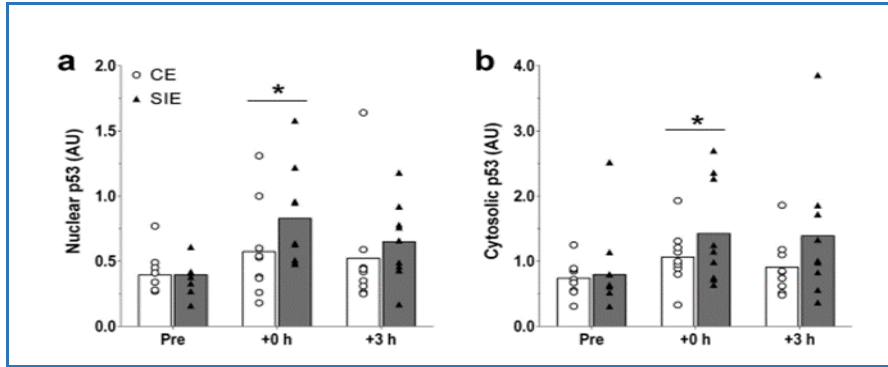 a
CE
SIE
Nuclear p53 (AU)
2.0
1.5
1.0
0.5
0.0
*
Pre
+0 h
+3 h
b
Cytosolic p53 (AU)
4.0
3.0
2.0
1.0
0.0
*
Pre
+0 h
+3 h